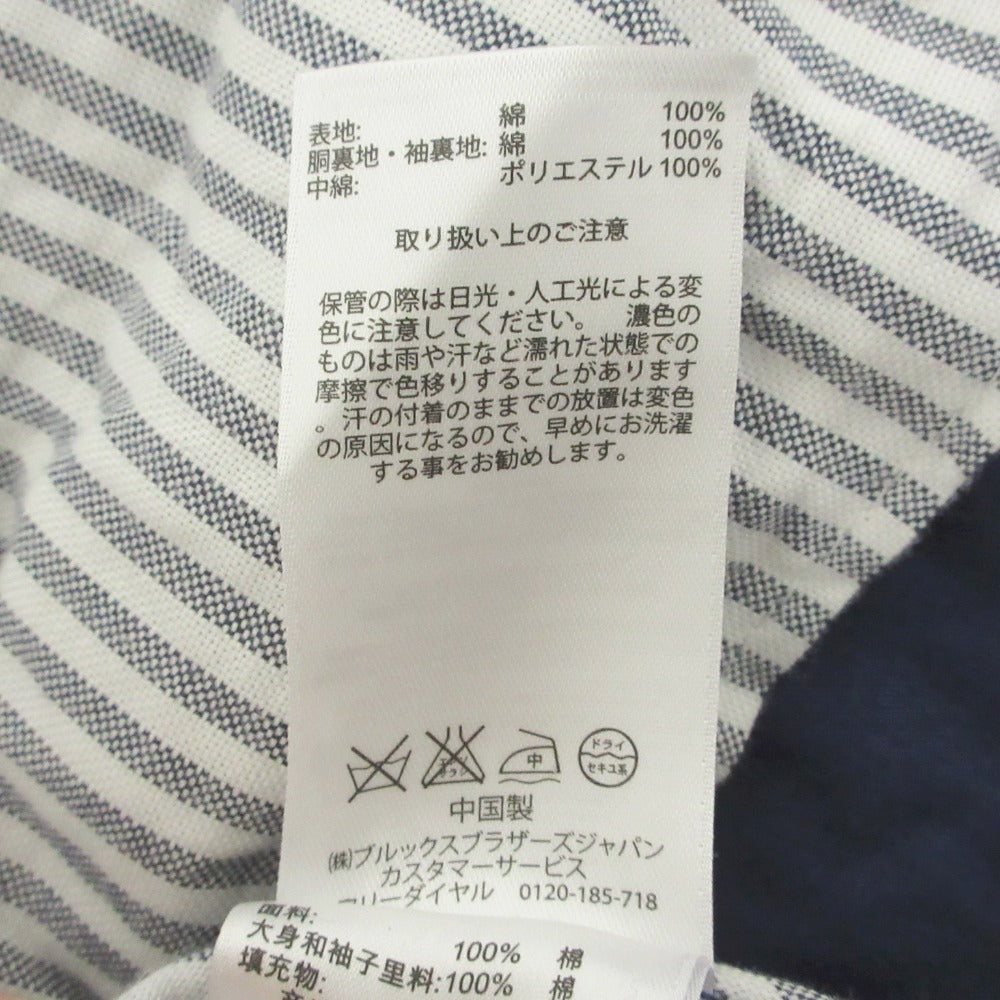 表地: 綿 100%
胴裏地・袖裏地: 綿 100%
中綿: ポリエステル 100%
取り扱い上のご注意
保管の際は日光・人工光による変
色に注意してください。 濃色の
ものは雨や汗など濡れた状態での
摩擦で色移りすることがあります
。汗の付着のままでの放置は変色
の原因になるので、早めにお洗濯
する事をお勧めします。
中
ドライ
セキユ系
中国製
(株)ブルックスブラザーズジャパン
カスタマーサービス
フリーダイヤル 0120-185-718
面料:
大身和袖子里料:100% 棉
填充物: 100% 棉